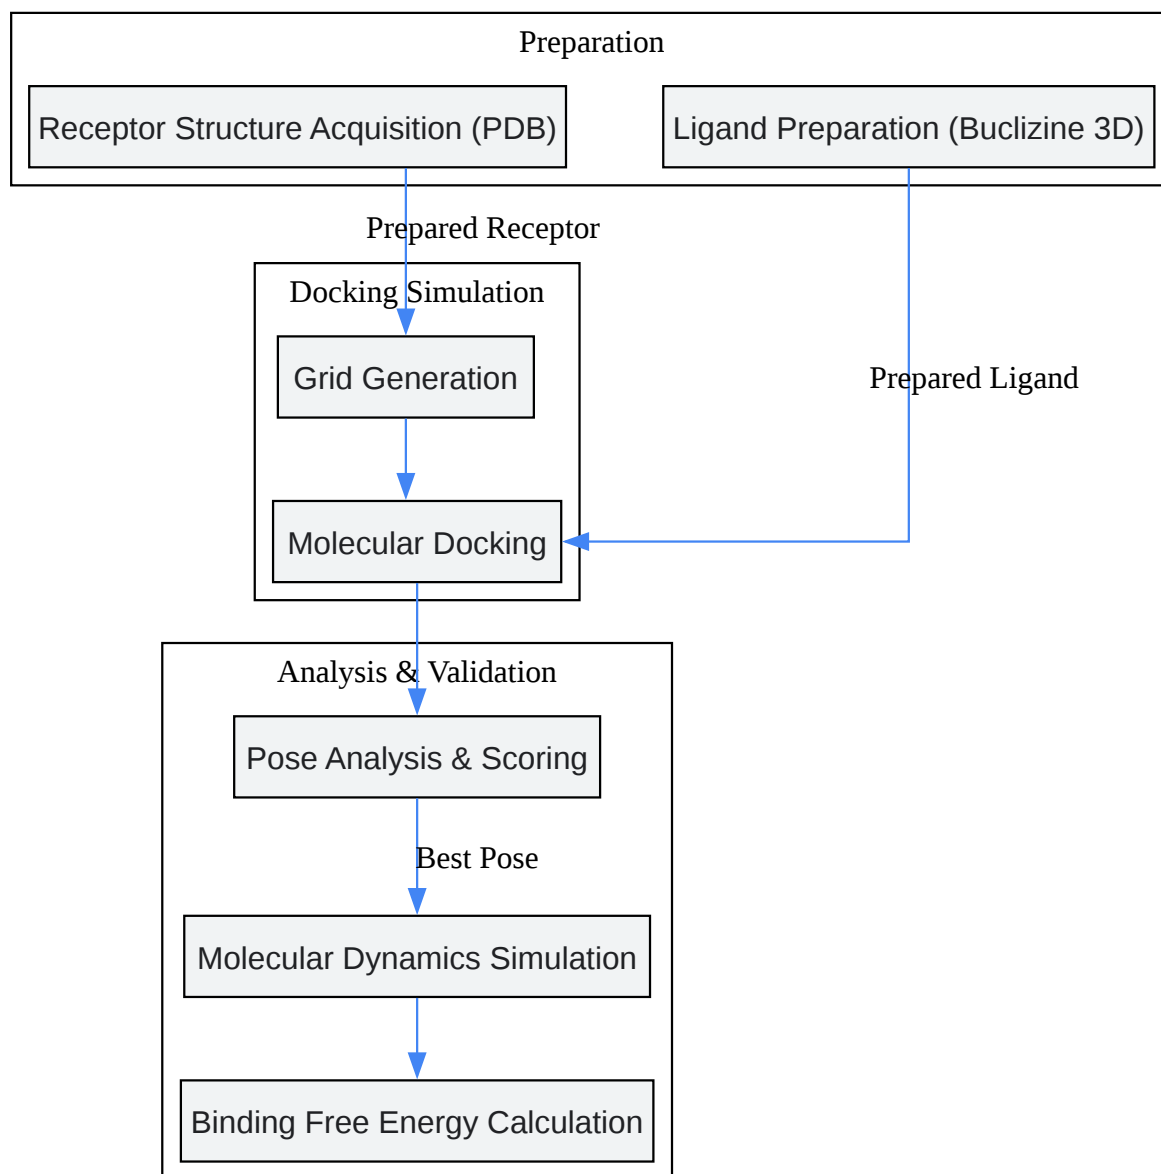 Preparation
Receptor Structure Acquisition (PDB)
Ligand Preparation (Buclizine 3D)
Prepared Receptor
Docking Simulation
Grid Generation
Prepared Ligand
Molecular Docking
Analysis & Validation
Pose Analysis & Scoring
Best Pose
Molecular Dynamics Simulation
Binding Free Energy Calculation